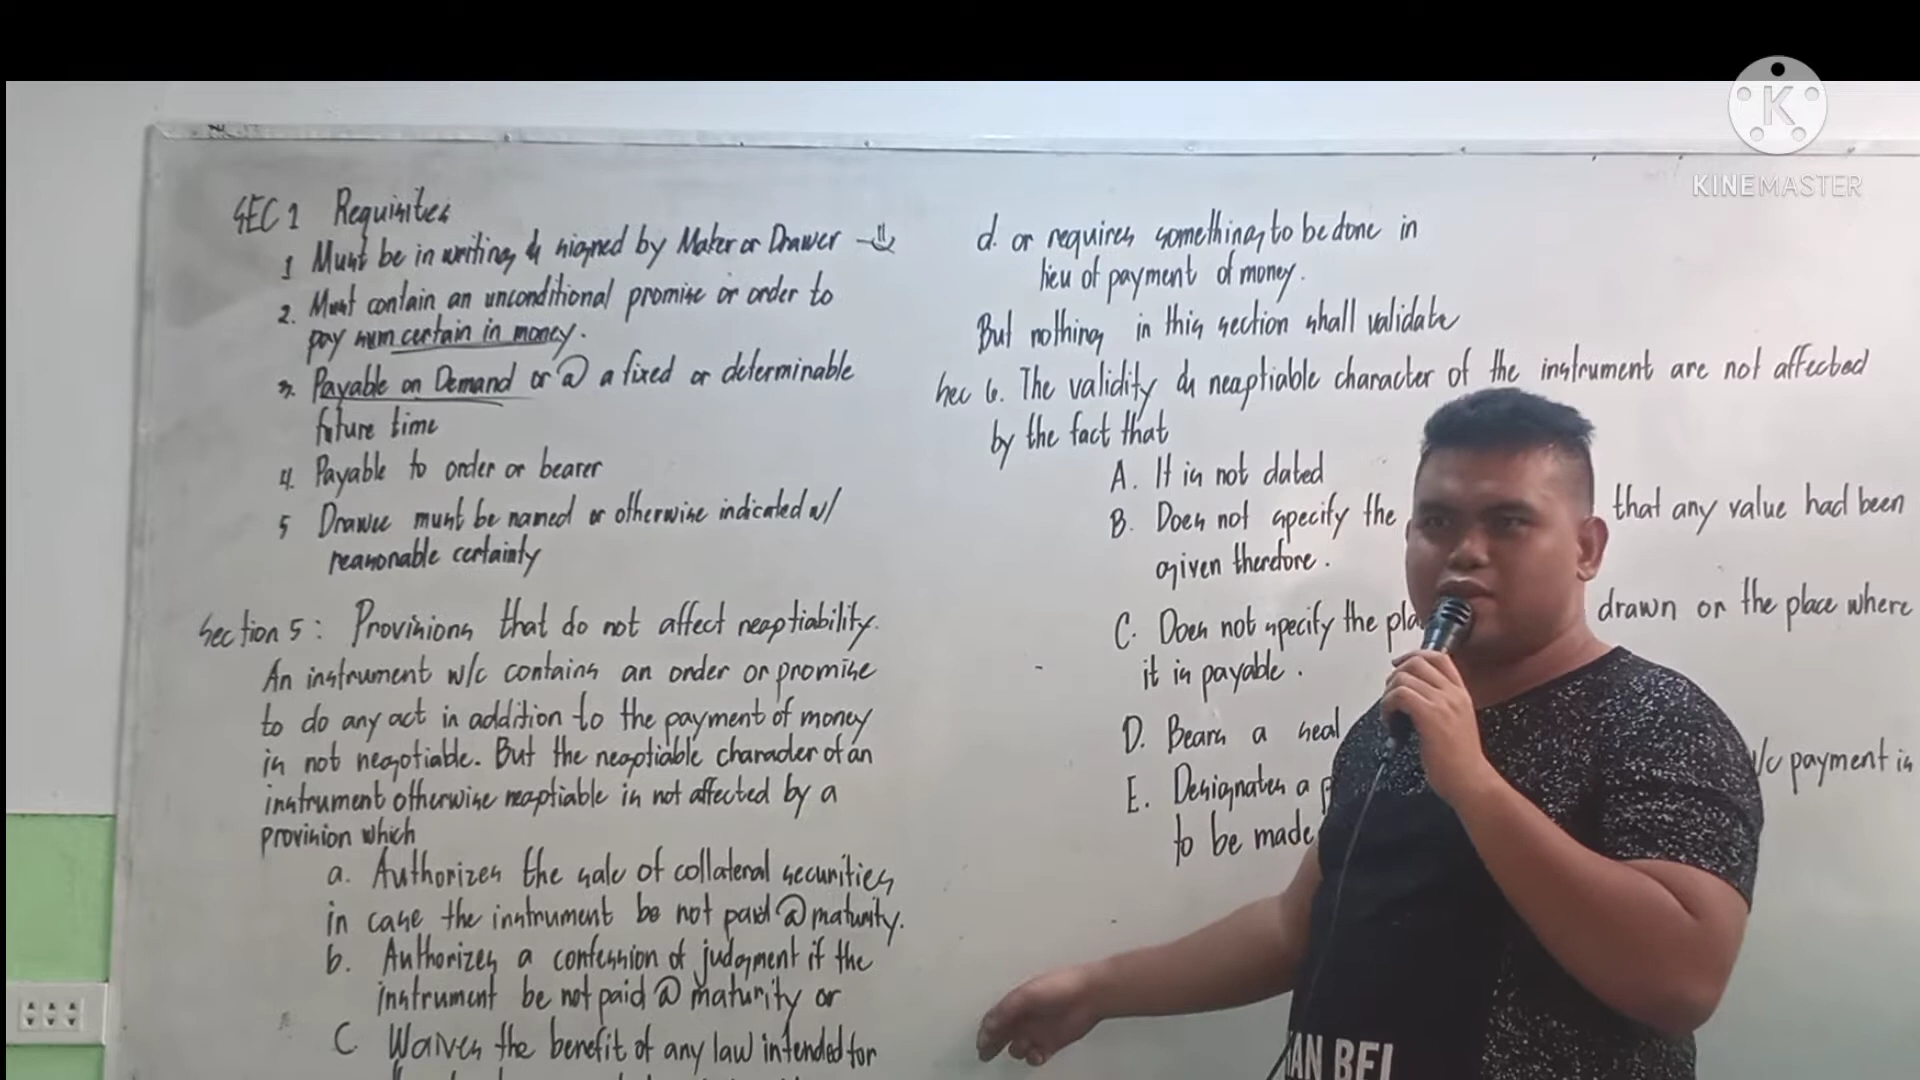 SEC 1 Requisites
1 Must be in writing & signed by Maker or Drawer
2. Must contain an unconditional promise or order to
pay sum certain in money.
3. Payable on Demand or @ a fixed or determinable
future time
4. Payable to order or bearer
5 Drawee must be named or otherwise indicated w/
reasonable certainty
Section 5: Provisions that do not affect negotiability.
An instrument w/c contains an order or promise
to do any act in addition to the payment of money
is not negotiable. But the negotiable character of an
instrument otherwise negotiable is not affected by a
provision which
a. Authorizes the sale of collateral securities
in case the instrument be not paid @ maturity.
b. Authorizes a confession of judgment if the
instrument be not paid @ maturity or
C. Waives the benefit of any law intended for
d. or requires something to be done in
lieu of payment of money.
But nothing in this section shall validate
Sec 6. The validity & negotiable character of the instrument are not affected
by the fact that
A. It is not dated
B. Does not specify the that any value had been
given therefore.
C. Does not specify the drawn or the place where
it is payable.
D. Bears a seal
E. Designates a w/c payment is
to be made
KINEMASTER